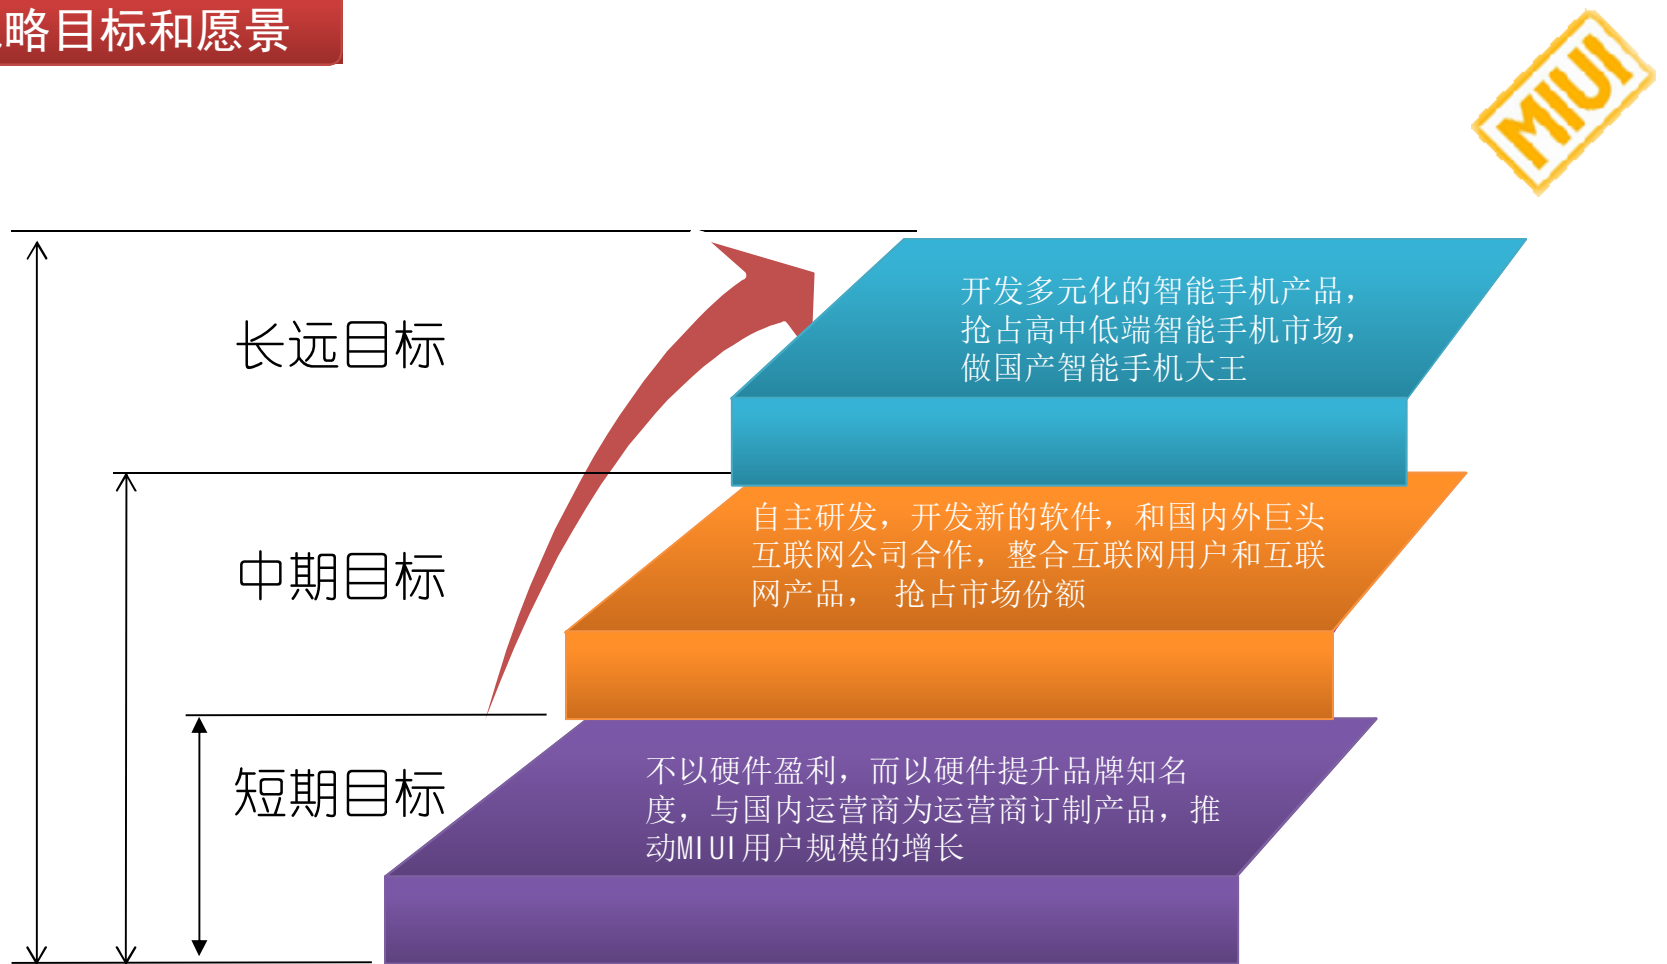 略目标和愿景
MIUI
长远目标
开发多元化的智能手机产品，
抢占高中低端智能手机市场，
做国产智能手机大王
中期目标
自主研发，开发新的软件，和国内外巨头
互联网公司合作，整合互联网用户和互联
网产品， 抢占市场份额
短期目标
不以硬件盈利，而以硬件提升品牌知名
度，与国内运营商为运营商订制产品，推
动MIUI用户规模的增长